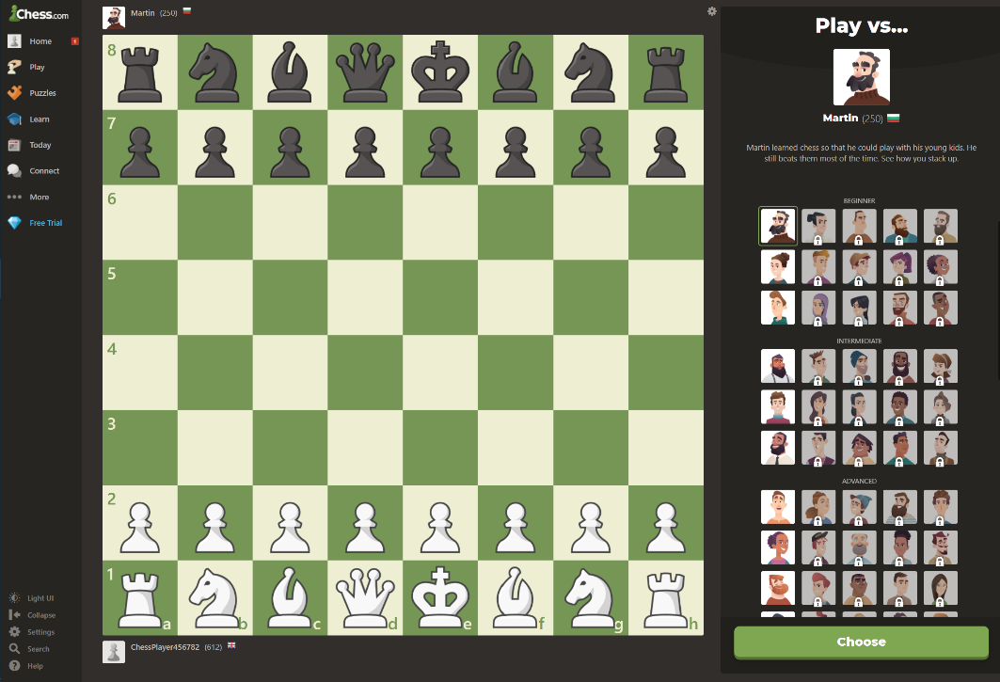 Chess.com
Home
1
Play
Puzzles
Learn
Today
Connect
More
Free Trial
Light UI
Collapse
Settings
Search
Help
Martin (250)
8
7
6
5
4
3
2
1
a b c d e f g h
ChessPlayer456782 (612)
Play vs...
Martin (250)
Martin learned chess so that he could play with his young kids. He
still beats them most of the time. See how you stack up.
BEGINNER
INTERMEDIATE
ADVANCED
Choose